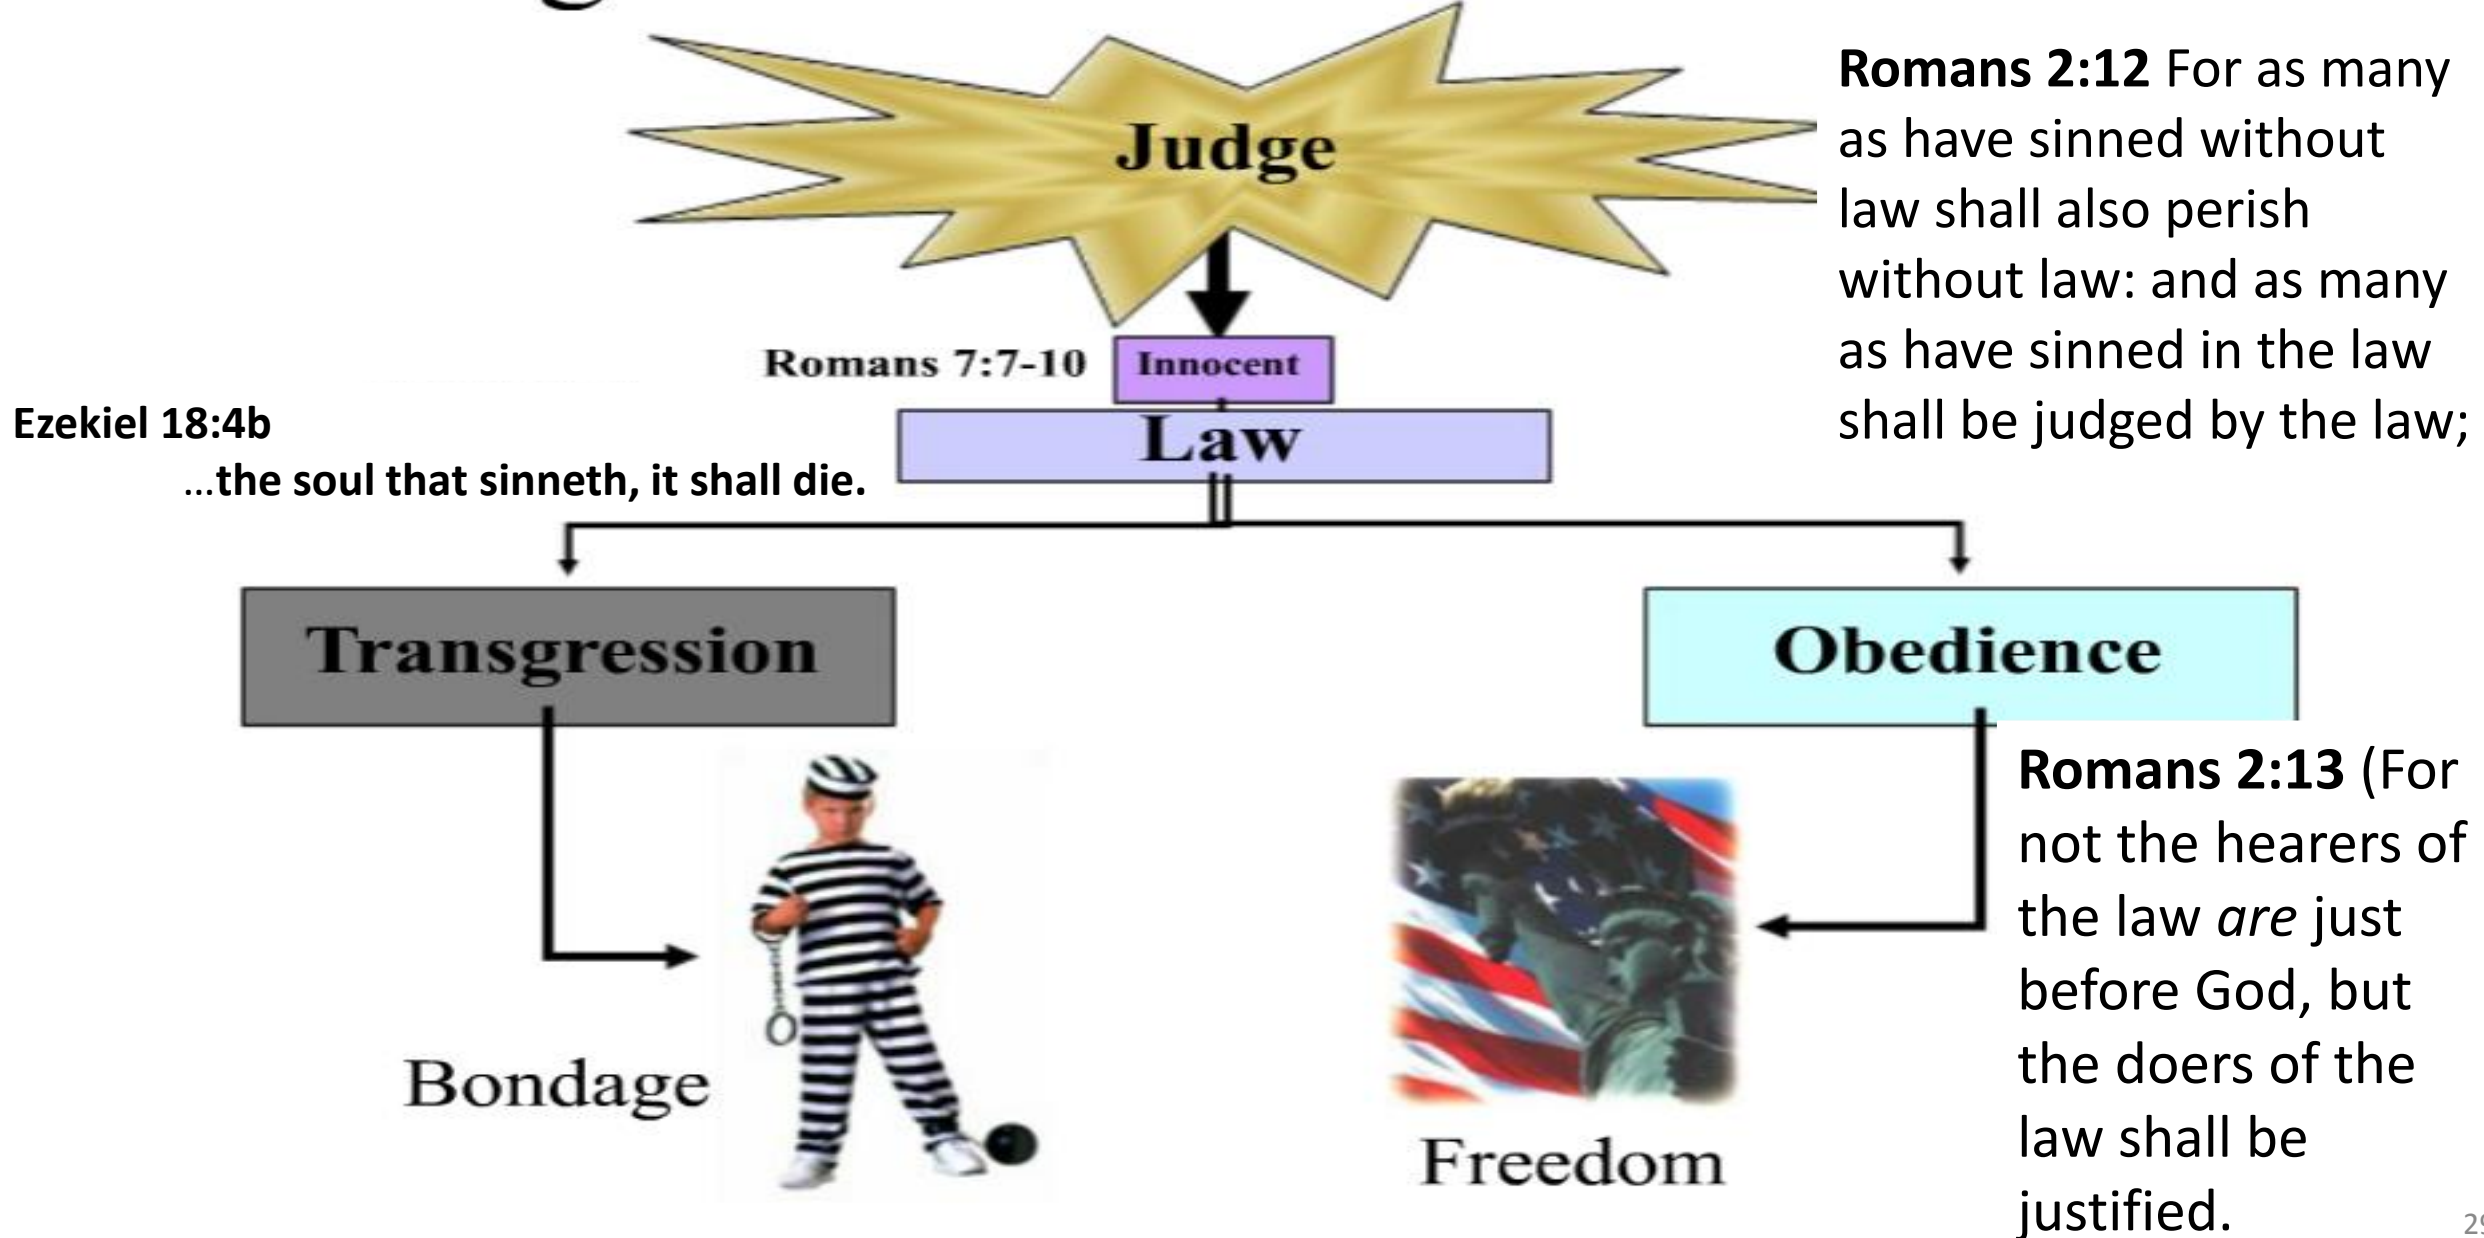 Judge
Romans 2:12 For as many
as have sinned without
law shall also perish
without law: and as many
as have sinned in the law
shall be judged by the law;
Romans 7:7-10
Innocent
Ezekiel 18:4b
...the soul that sinneth, it shall die.
Law
Transgression
Obedience
Bondage
Freedom
Romans 2:13 (For
not the hearers of
the law are just
before God, but
the doers of the
law shall be
justified.